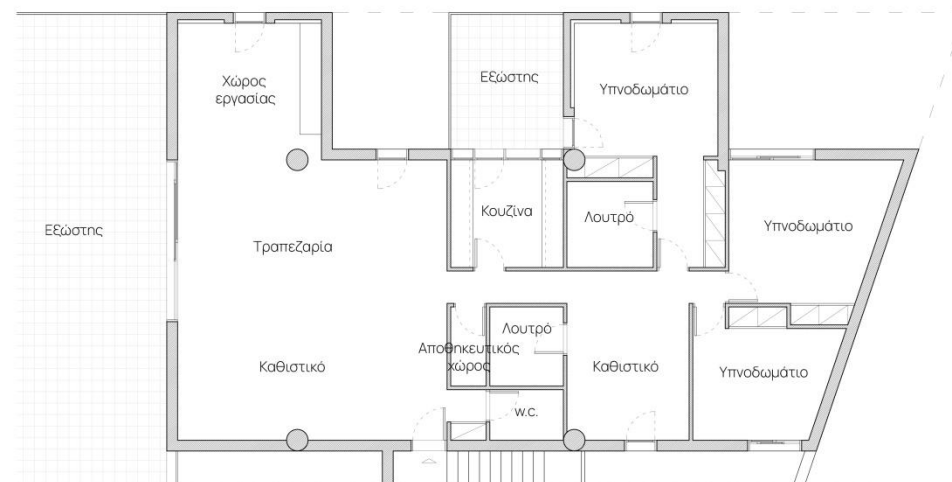 Χώρος
εργασίας
Εξώστης
Υπνοδωμάτιο
Εξώστης
Τραπεζαρία
Κουζίνα
Λουτρό
Υπνοδωμάτιο
Καθιστικό
Αποθηκευτικός
χώρος
Λουτρό
Καθιστικό
Υπνοδωμάτιο
w.c.